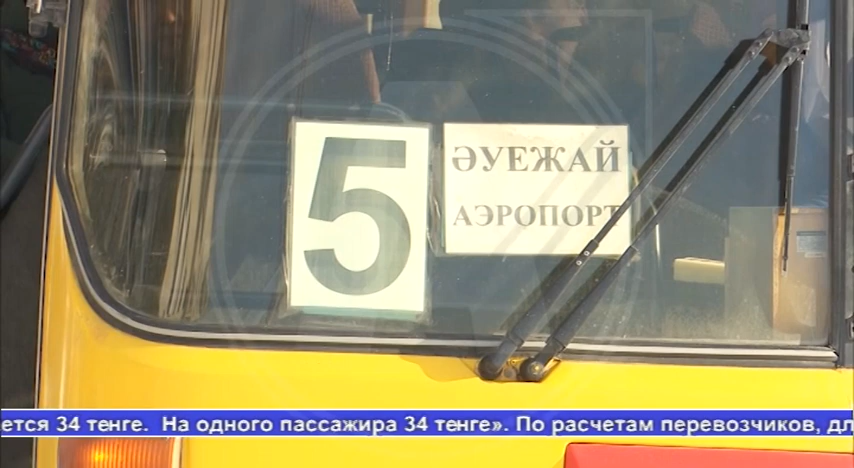 5
ӘУЕЖАЙ
АЭРОПОРТ
ется 34 тенге. На одного пассажира 34 тенге». По расчетам перевозчиков, дл